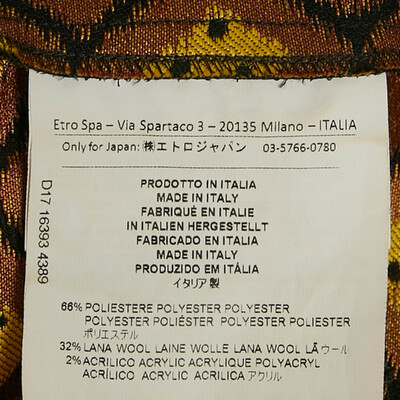 Etro Spa – Via Spartaco 3 – 20135 Milano – ITALIA
Only for Japan: ㈱エトロジャパン 03-5766-0780
D17 16393 4389
PRODOTTO IN ITALIA
MADE IN ITALY
FABRIQUÉ EN ITALIE
IN ITALIEN HERGESTELLT
FABRICADO EN ITALIA
MADE IN ITALY
PRODUZIDO EM ITÁLIA
イタリア製
66% POLIESTERE POLYESTER POLYESTER
POLYESTER POLIÉSTER POLYESTER POLIESTER
ポリエステル
32% LANA WOOL LAINE WOLLE LANA WOOL LÃ ウール
2% ACRILICO ACRYLIC ACRYLIQUE POLYACRYL
ACRÍLICO ACRYLIC ACRILICA アクリル